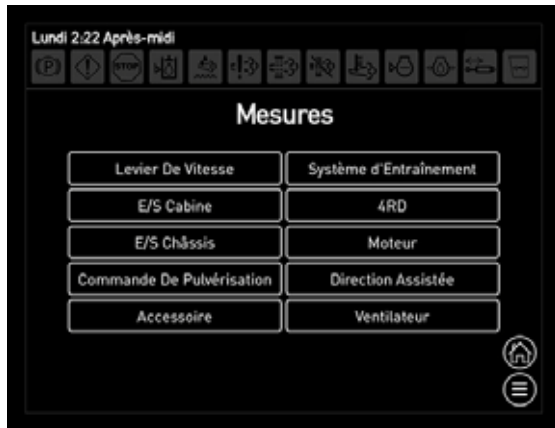 Lundi 2:22 Après-midi
STOP
Mesures
Levier De Vitesse
Système d'Entraînement
E/S Cabine
4RD
E/S Châssis
Moteur
Commande De Pulvérisation
Direction Assistée
Accessoire
Ventilateur